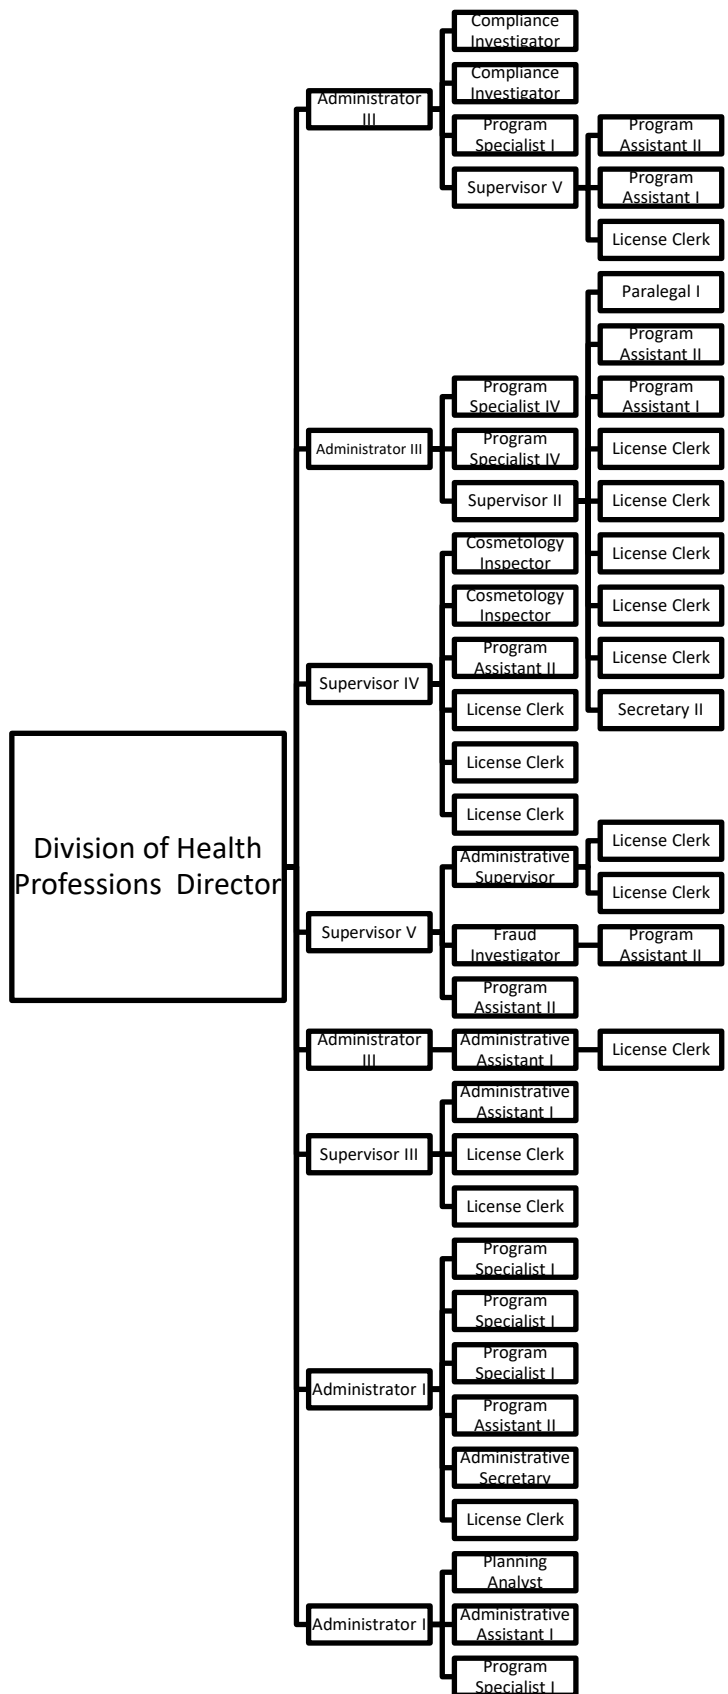 Division of Health
Professions Director
Administrator
III
Compliance
Investigator
Compliance
Investigator
Program
Specialist I
Supervisor V
Program
Assistant II
Program
Assistant I
License Clerk
Administrator III
Program
Specialist IV
Program
Specialist IV
Supervisor II
Paralegal I
Program
Assistant II
Program
Assistant I
License Clerk
License Clerk
License Clerk
License Clerk
License Clerk
Secretary II
Supervisor IV
Cosmetology
Inspector
Cosmetology
Inspector
Program
Assistant II
License Clerk
License Clerk
License Clerk
Supervisor V
Administrative
Supervisor
License Clerk
License Clerk
Fraud
Investigator
Program
Assistant II
Program
Assistant II
Administrator
III
Administrative
Assistant I
License Clerk
Supervisor III
Administrative
Assistant I
License Clerk
License Clerk
Administrator I
Program
Specialist I
Program
Specialist I
Program
Specialist I
Program
Assistant II
Administrative
Secretary
License Clerk
Administrator I
Planning
Analyst
Administrative
Assistant I
Program
Specialist I